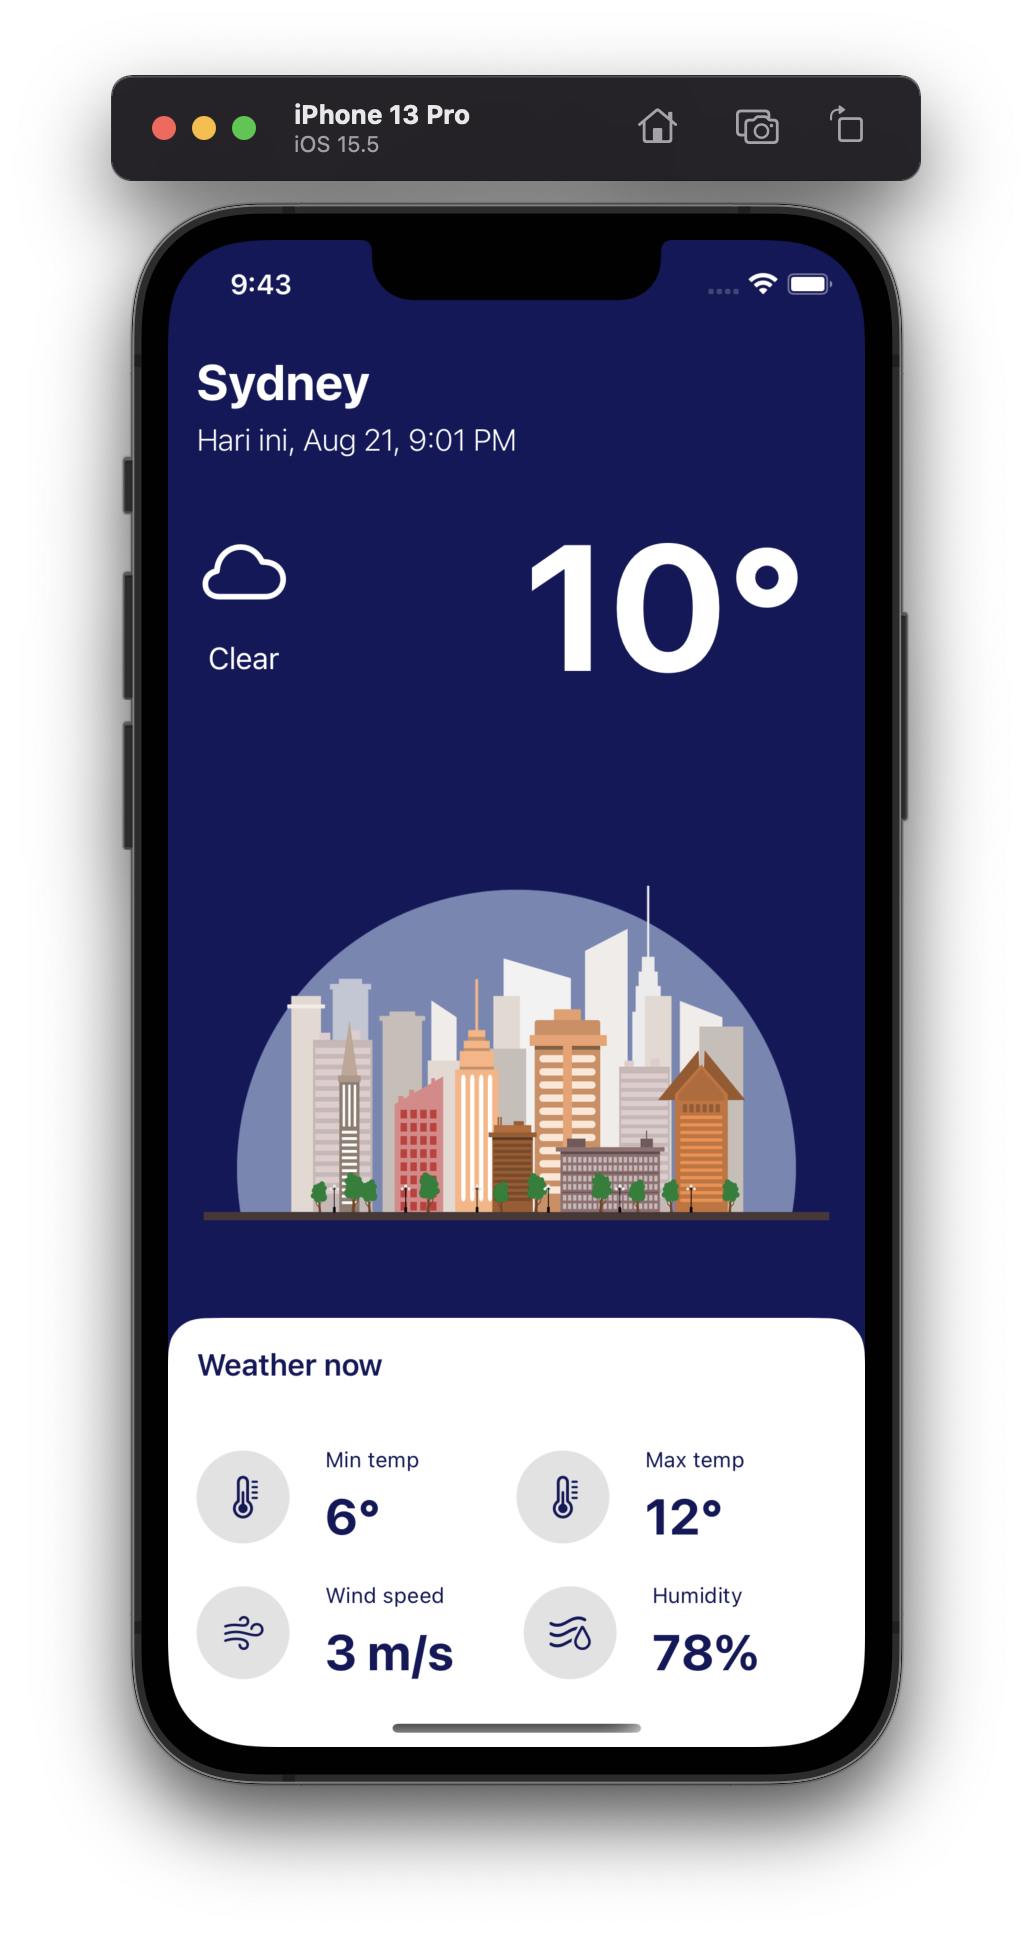 iPhone 13 Pro
iOS 15.5
9:43
Sydney
Hari ini, Aug 21, 9:01 PM
10°
Clear
Weather now
Min temp
6°
Max temp
12°
Wind speed
3 m/s
Humidity
78%